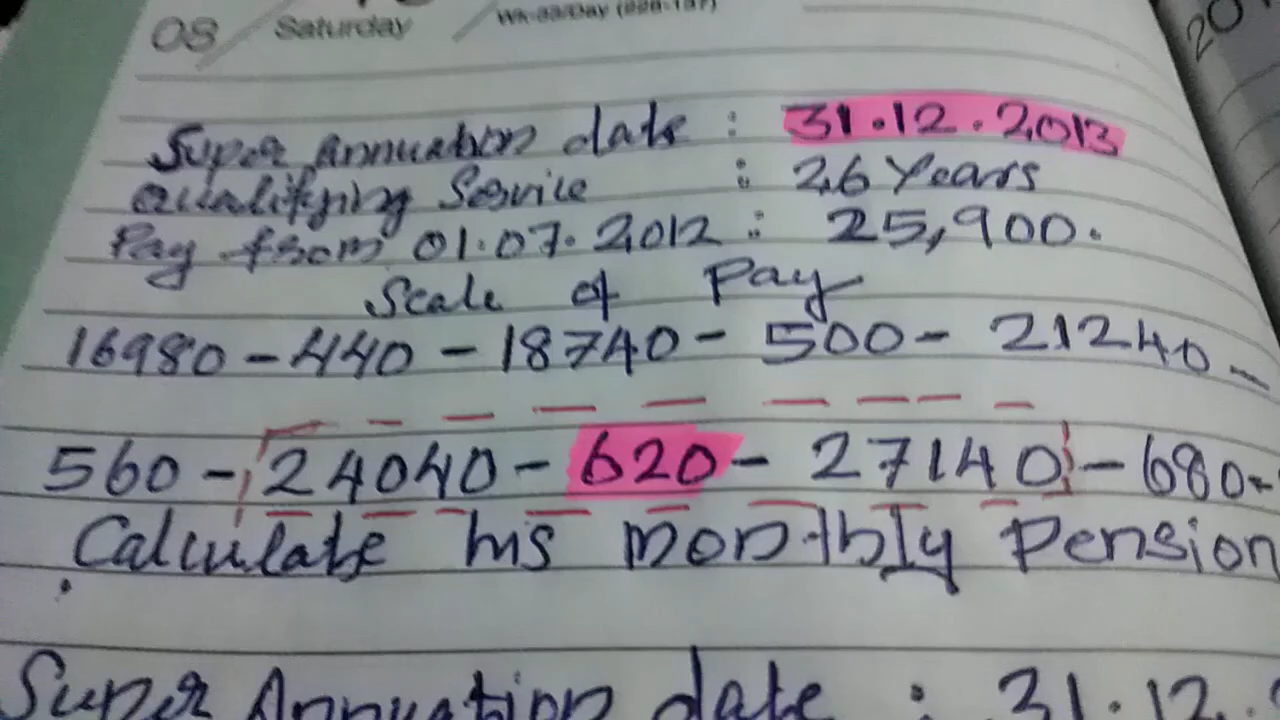 08 Saturday
Super Annuation date : 31.12.2013
Qualifying Service : 26 Years
Pay from 01.07.2012 : 25,900.
Scale of Pay
16980-440-18740-500-21240-
560-24040-620-27140-680-
Calculate his monthly Pension
Super Annuation date : 31.12.